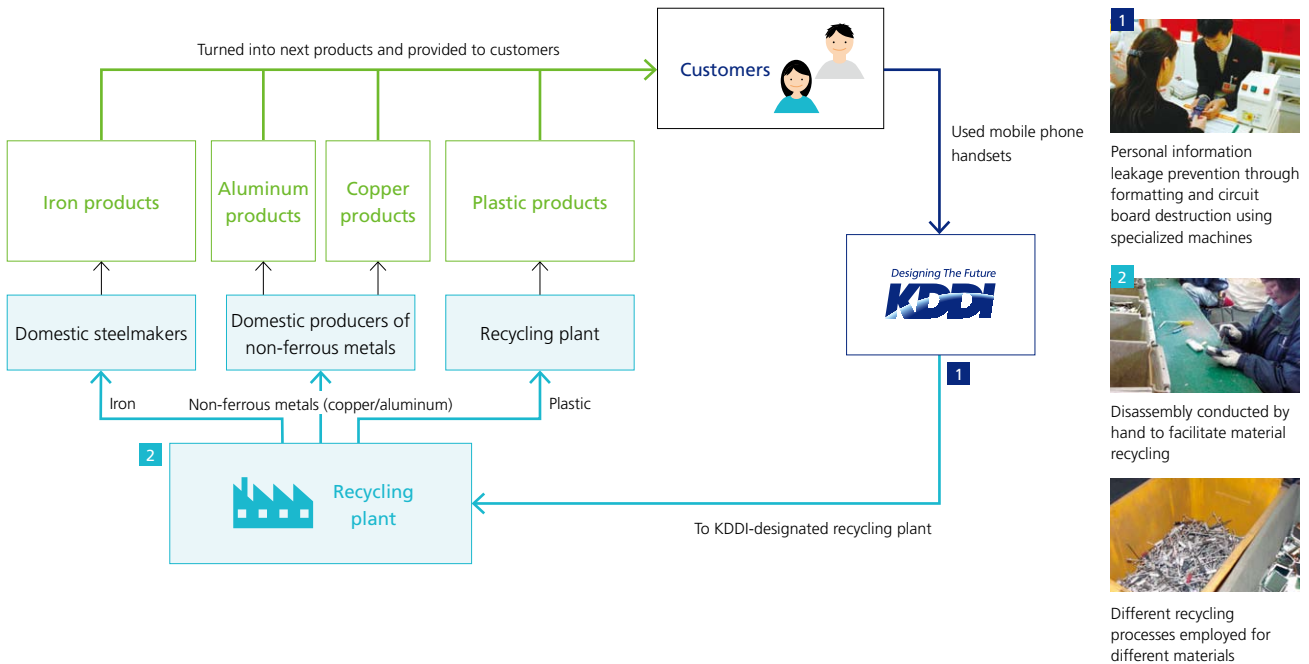 Turned into next products and provided to customers
Customers
Used mobile phone
handsets
Iron products
Aluminum
products
Copper
products
Plastic products
Designing The Future
KDDI
Domestic steelmakers
Domestic producers of
non-ferrous metals
Recycling plant
1
Iron
Non-ferrous metals (copper/aluminum)
Plastic
2
Recycling
plant
To KDDI-designated recycling plant
1
Personal information
leakage prevention through
formatting and circuit
board destruction using
specialized machines
2
Disassembly conducted by
hand to facilitate material
recycling
Different recycling
processes employed for
different materials